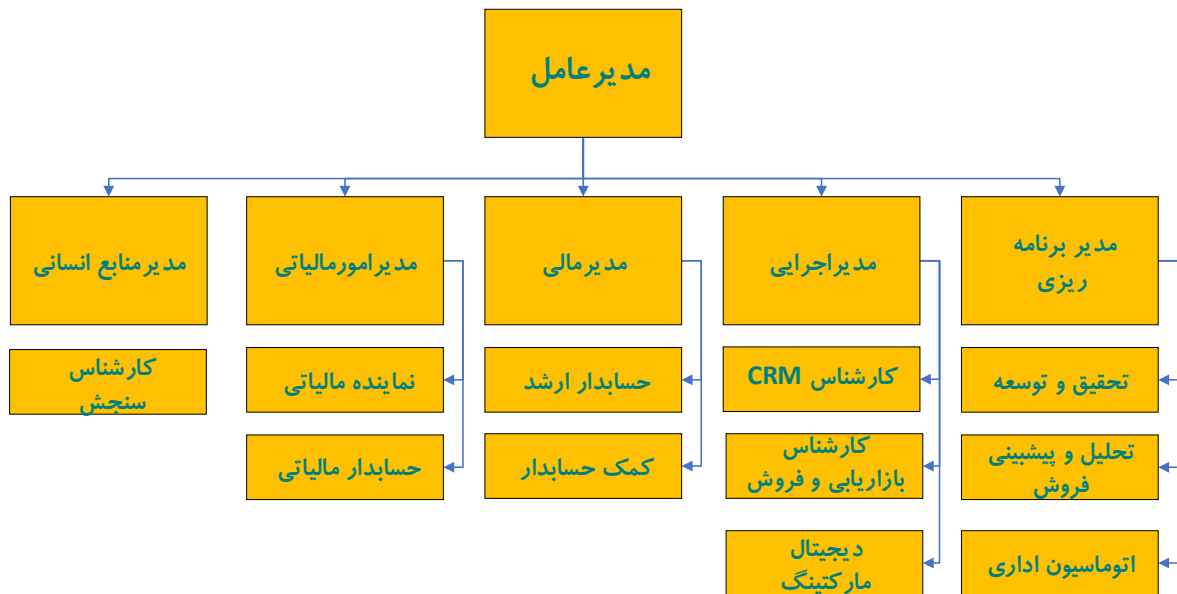 مدیرعامل
مدیر برنامه
ریزی
مدیراجرایی
مدیرمالی
مدیرامورمالیاتی
مدیرمنابع انسانی
تحقیق و توسعه
کارشناس CRM
حسابدار ارشد
نماینده مالیاتی
کارشناس
سنجش
تحلیل و پیشبینی
فروش
کارشناس
بازاریابی و فروش
کمک حسابدار
حسابدار مالیاتی
اتوماسیون اداری
دیجیتال
مارکتینگ